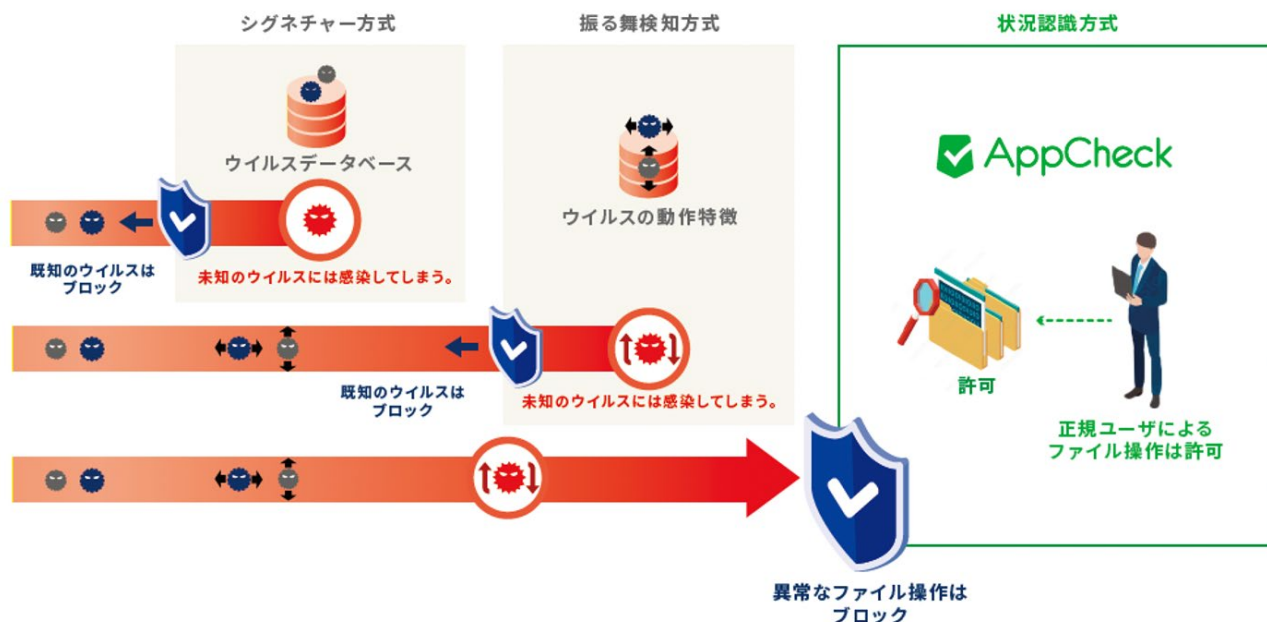 シグネチャー方式
振る舞検知方式
状況認識方式
ウイルスデータベース
ウイルスの動作特徴
AppCheck
既知のウイルスは
ブロック
未知のウイルスには感染してしまう。
既知のウイルスは
ブロック
未知のウイルスには感染してしまう。
許可
正規ユーザによる
ファイル操作は許可
異常なファイル操作は
ブロック